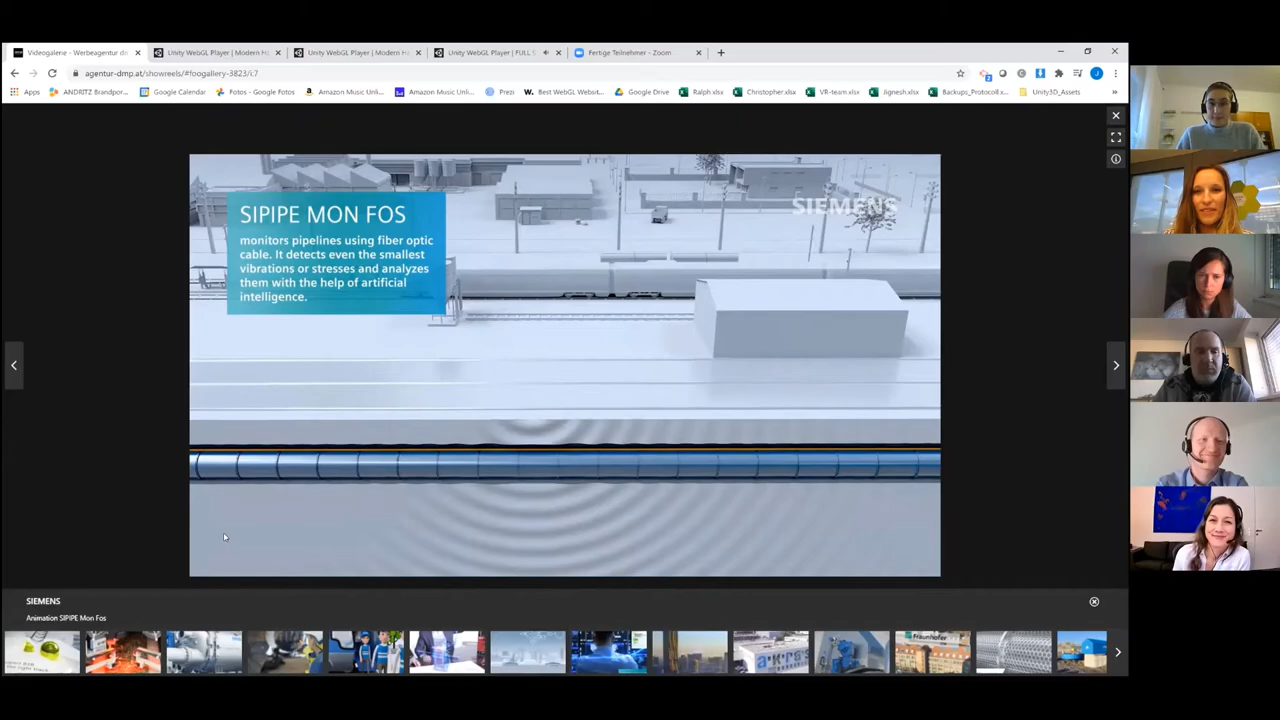 Videogalerie - Werbeagentur dm
Unity WebGL Player | Modern H
Unity WebGL Player | Modern H
Unity WebGL Player | FULL S
Fertige Teilnehmer - Zoom
agentur-dmp.at/showreels/#foogallery-3823/i:7
Apps
ANDRITZ Brandpor...
Google Calendar
Fotos - Google Fotos
Amazon Music Unli...
Amazon Music Unli...
Prezi
Best WebGL Websit...
Google Drive
Ralph.xlsx
Christopher.xlsx
VR-team.xlsx
Jignesh.xlsx
Backups_Protocoll.x...
Unity3D_Assets
SIEMENS
SIPIPE MON FOS
monitors pipelines using fiber optic
cable. It detects even the smallest
vibrations or stresses and analyzes
them with the help of artificial
intelligence.
SIEMENS
Animation SIPIPE Mon Fos
Fraunhofer